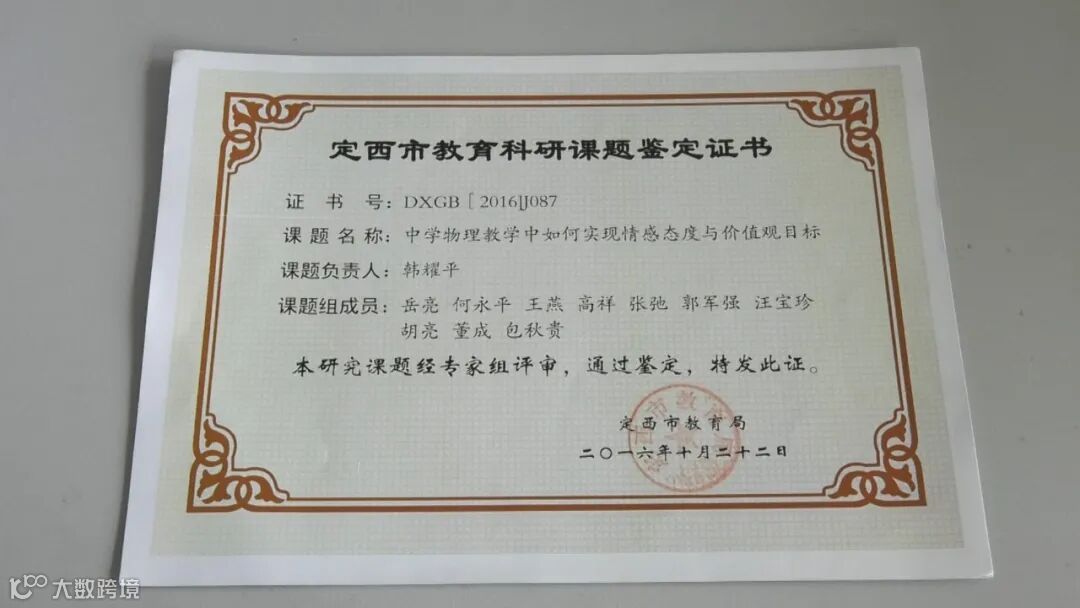 定西市教育科研课题鉴定证书
证 书 号：DXGB [ 2016]J087
课题名称：中学物理教学中如何实现情感态度与价值观目标
课题负责人：韩耀平
课题组成员：岳亮 何永平 王燕 高祥 张弛 郭军强 汪宝珍
胡亮 董成 包秋贵
本研究课题经专家组评审，通过鉴定，特发此证。
定西市教育局
二〇一六年十月二十二日
大数跨境